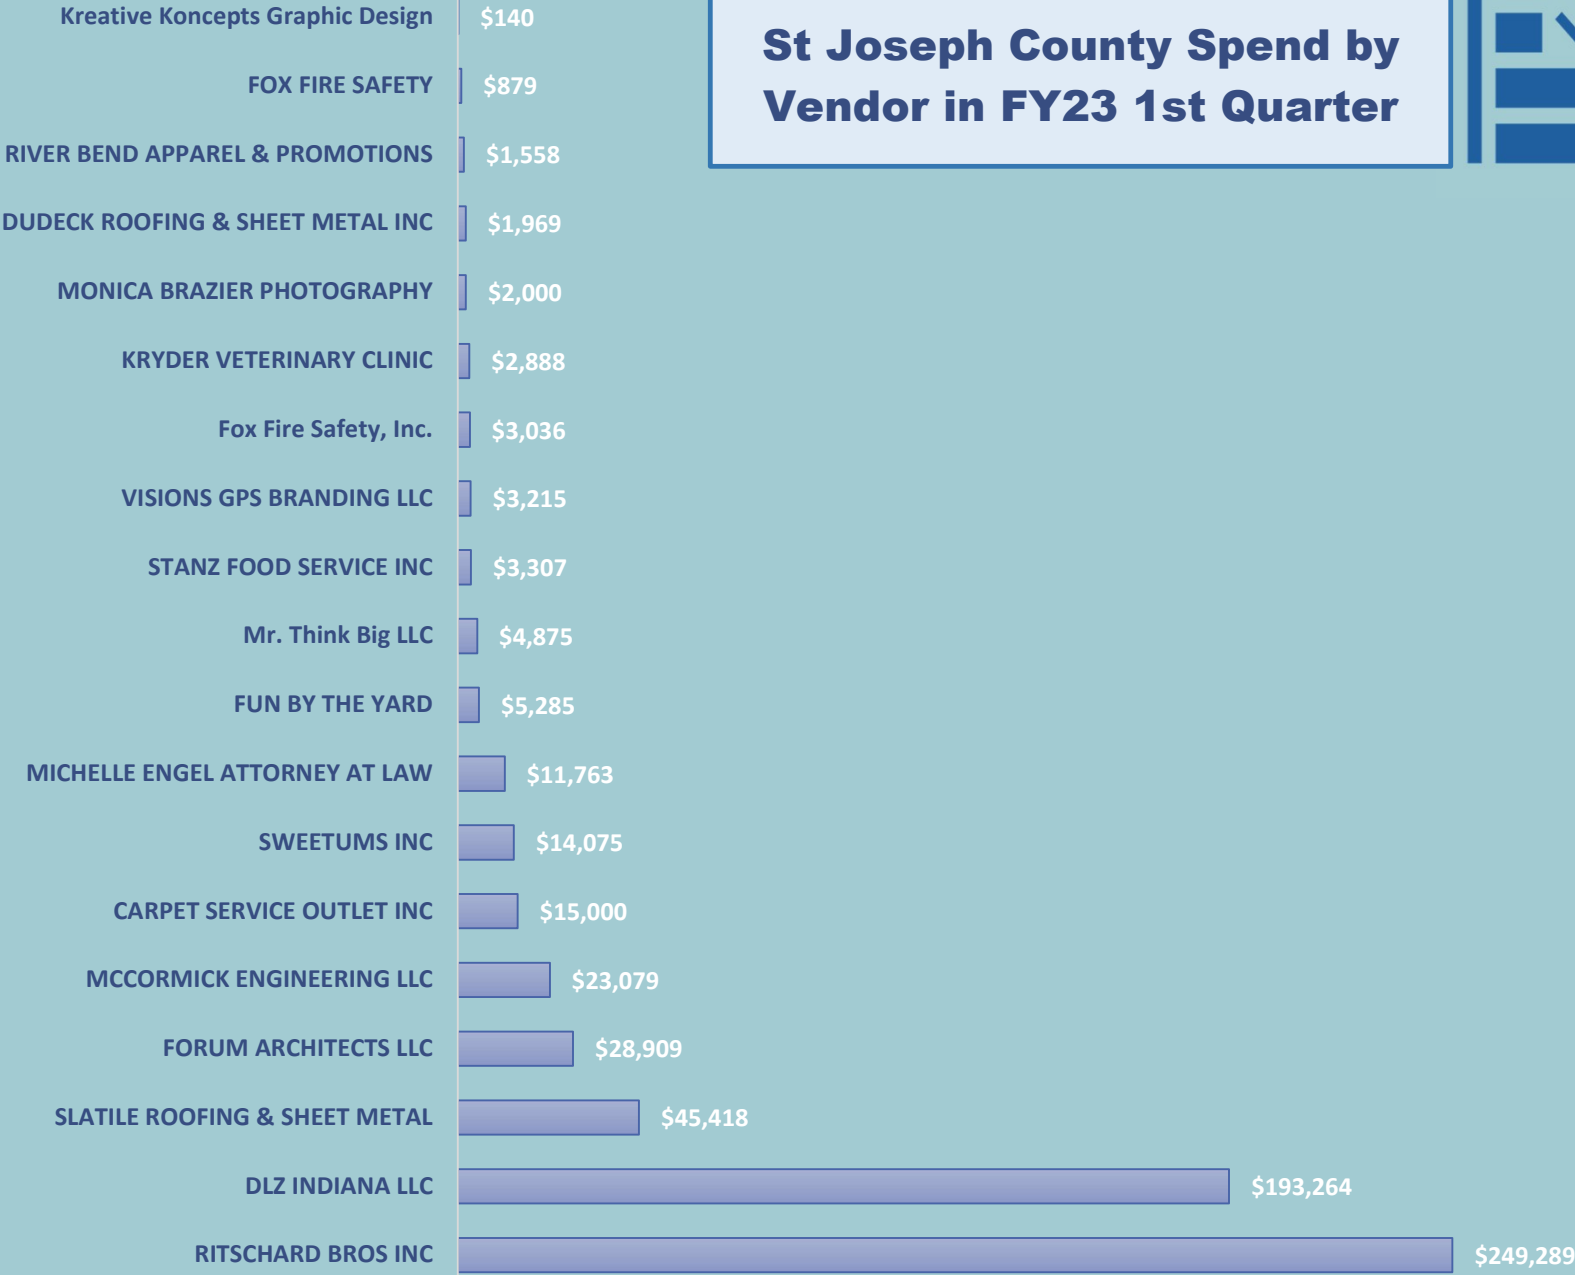 Kreative Koncepts Graphic Design $140
St Joseph County Spend by
Vendor in FY23 1st Quarter
FOX FIRE SAFETY $879
RIVER BEND APPAREL & PROMOTIONS $1,558
DUDECK ROOFING & SHEET METAL INC $1,969
MONICA BRAZIER PHOTOGRAPHY $2,000
KRYDER VETERINARY CLINIC $2,888
Fox Fire Safety, Inc. $3,036
VISIONS GPS BRANDING LLC $3,215
STANZ FOOD SERVICE INC $3,307
Mr. Think Big LLC $4,875
FUN BY THE YARD $5,285
MICHELLE ENGEL ATTORNEY AT LAW $11,763
SWEETUMS INC $14,075
CARPET SERVICE OUTLET INC $15,000
MCCORMICK ENGINEERING LLC $23,079
FORUM ARCHITECTS LLC $28,909
SLATILE ROOFING & SHEET METAL $45,418
DLZ INDIANA LLC $193,264
RITSCHARD BROS INC $249,289